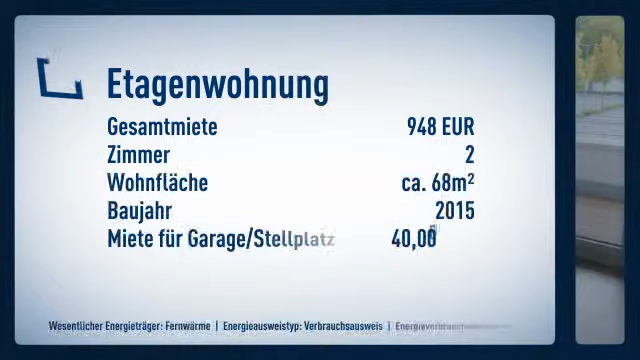 Etagenwohnung
Gesamtmiete 948 EUR
Zimmer 2
Wohnfläche ca. 68m²
Baujahr 2015
Miete für Garage/Stellplatz 40,00
Wesentlicher Energieträger: Fernwärme | Energieausweistyp: Verbrauchsausweis |